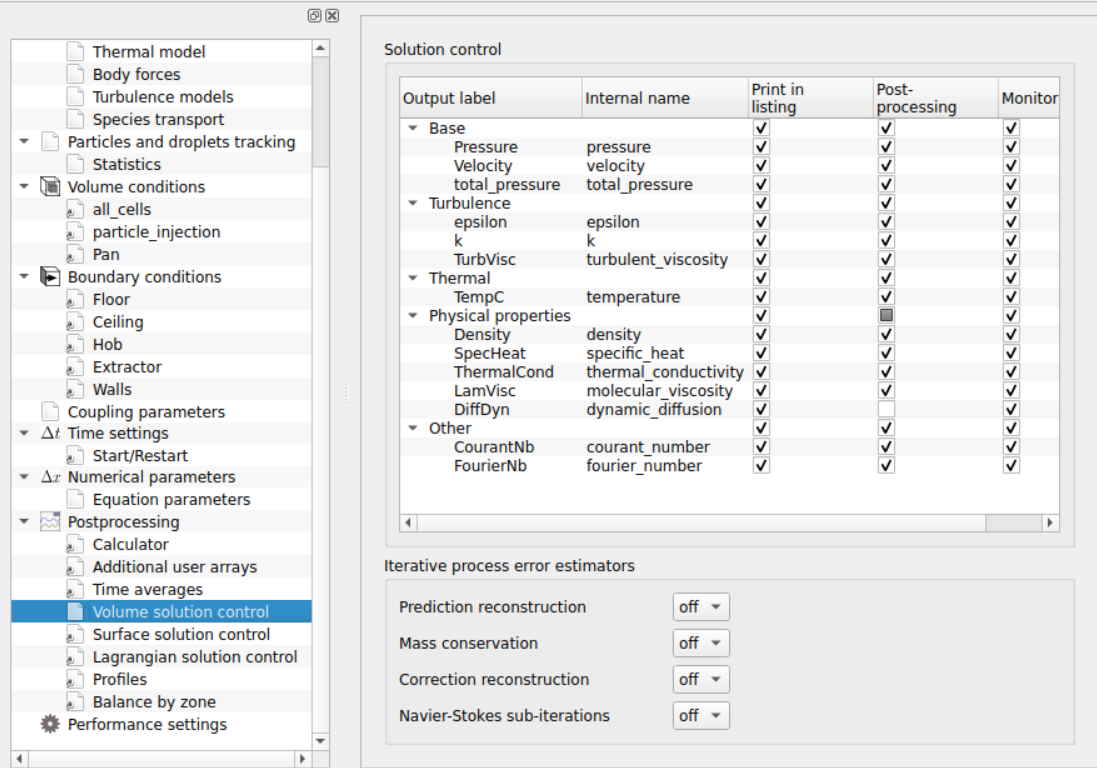 Thermal model
Body forces
Turbulence models
Species transport
Particles and droplets tracking
Statistics
Volume conditions
all_cells
particle_injection
Pan
Boundary conditions
Floor
Ceiling
Hob
Extractor
Walls
Coupling parameters
Δt Time settings
Start/Restart
Δx Numerical parameters
Equation parameters
Postprocessing
Calculator
Additional user arrays
Time averages
Volume solution control
Surface solution control
Lagrangian solution control
Profiles
Balance by zone
Performance settings
Solution control
Output label Internal name Print in listing Post-processing Monitor
Base
Pressure pressure
Velocity velocity
total_pressure total_pressure
Turbulence
epsilon epsilon
k k
TurbVisc turbulent_viscosity
Thermal
TempC temperature
Physical properties
Density density
SpecHeat specific_heat
ThermalCond thermal_conductivity
LamVisc molecular_viscosity
DiffDyn dynamic_diffusion
Other
CourantNb courant_number
FourierNb fourier_number
Iterative process error estimators
Prediction reconstruction off
Mass conservation off
Correction reconstruction off
Navier-Stokes sub-iterations off